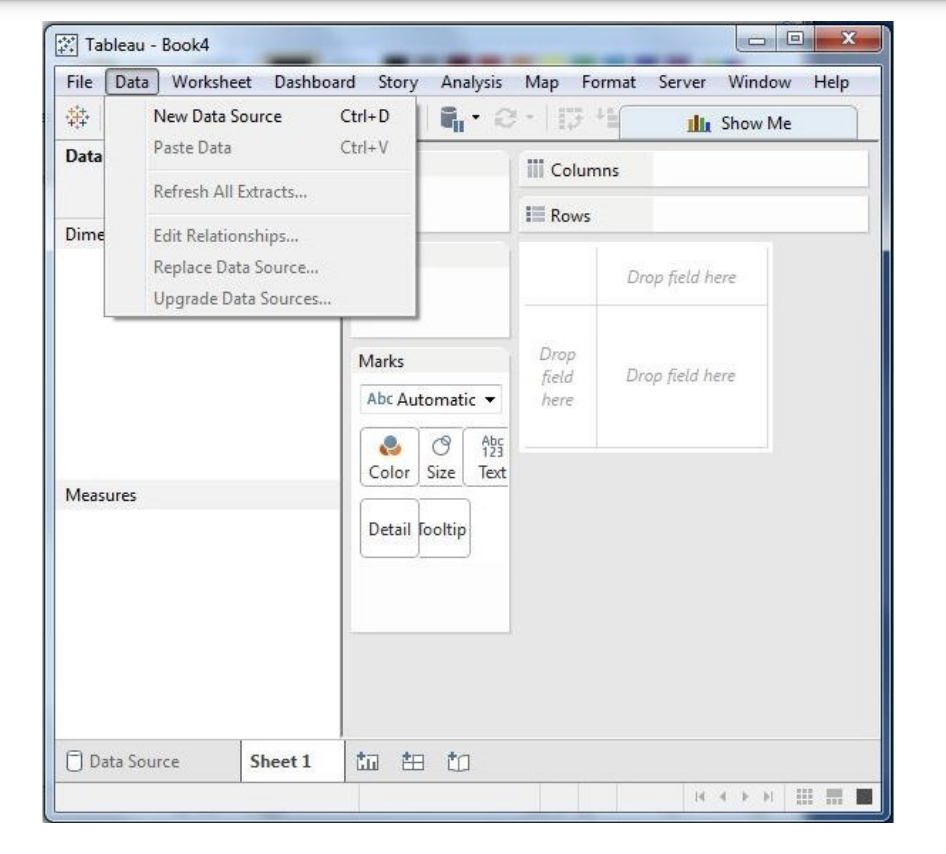 Tableau - Book4
File Data Worksheet Dashboard Story Analysis Map Format Server Window Help
New Data Source Ctrl+D
Paste Data Ctrl+V
Refresh All Extracts...
Edit Relationships...
Replace Data Source...
Upgrade Data Sources...
Show Me
Data
Columns
Rows
Dime
Drop field here
Drop
field
here
Drop field here
Marks
Abc Automatic
Color
Size
Abc
123
Text
Detail
Tooltip
Measures
Data Source
Sheet 1